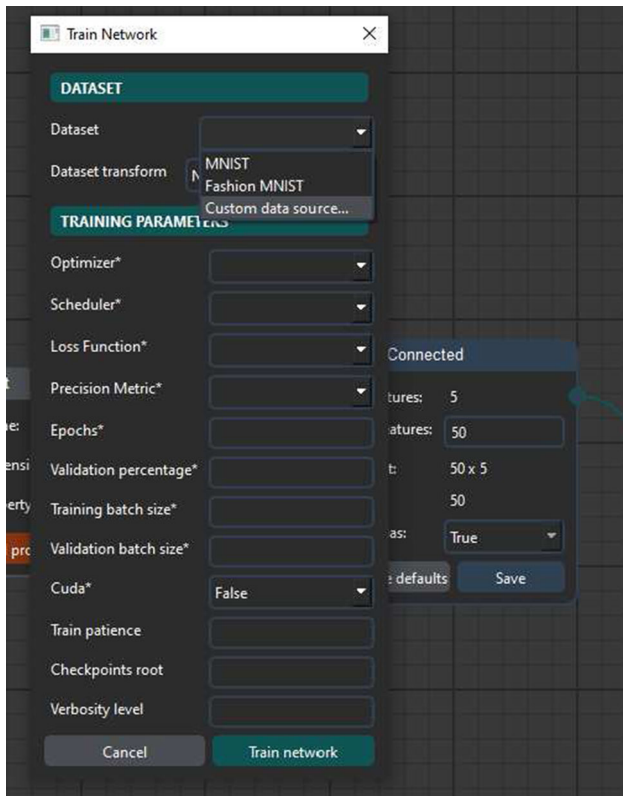 Train Network
DATASET
Dataset
MNIST
Dataset transform
Fashion MNIST
Custom data source...
TRAINING PARAMETERS
Optimizer*
Scheduler*
Loss Function*
Connected
Precision Metric*
tures: 5
Epochs*
atures: 50
Validation percentage*
50 x 5
Training batch size*
50
Validation batch size*
as: True
Cuda* False
defaults Save
Train patience
Checkpoints root
Verbosity level
Cancel Train network